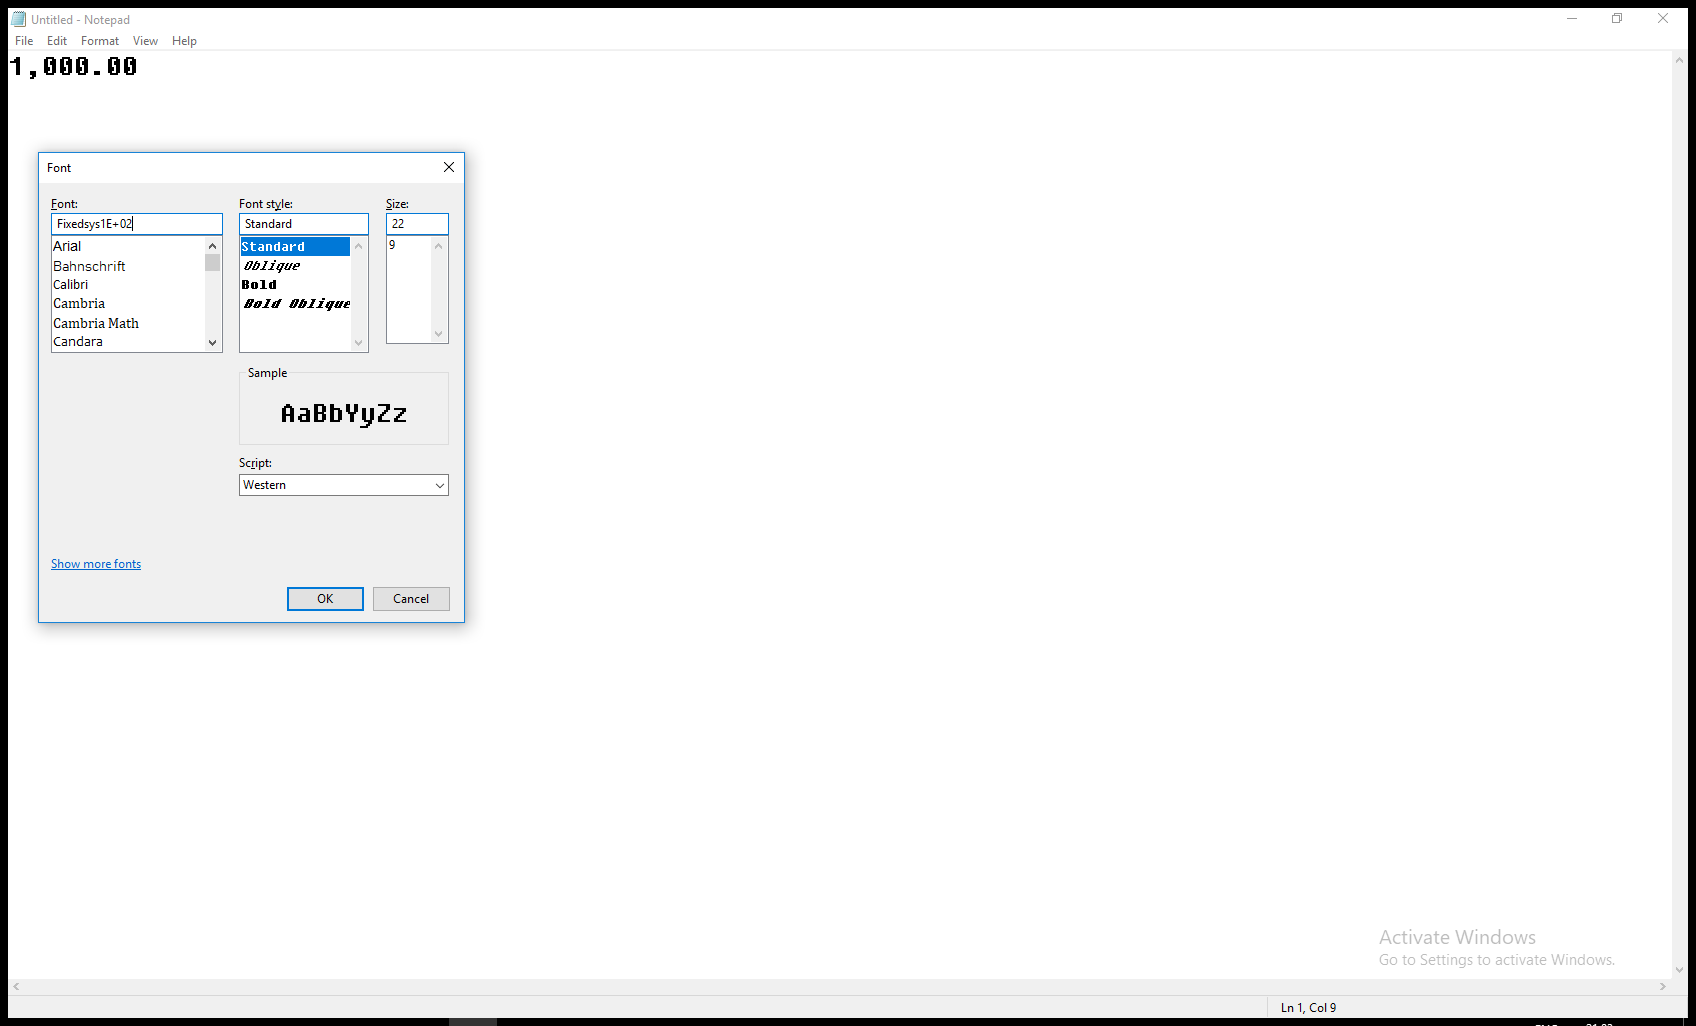 Untitled - Notepad
File Edit Format View Help
1,000.00
Font
Font: Font style: Size:
Fixedsys1E+02 Standard 22
Arial Standard 9
Bahnschrift Oblique
Calibri Bold
Cambria Bold Oblique
Cambria Math
Candara
Sample
AaBbYyZz
Script:
Western
Show more fonts
OK Cancel
Activate Windows
Go to Settings to activate Windows.
Ln 1, Col 9